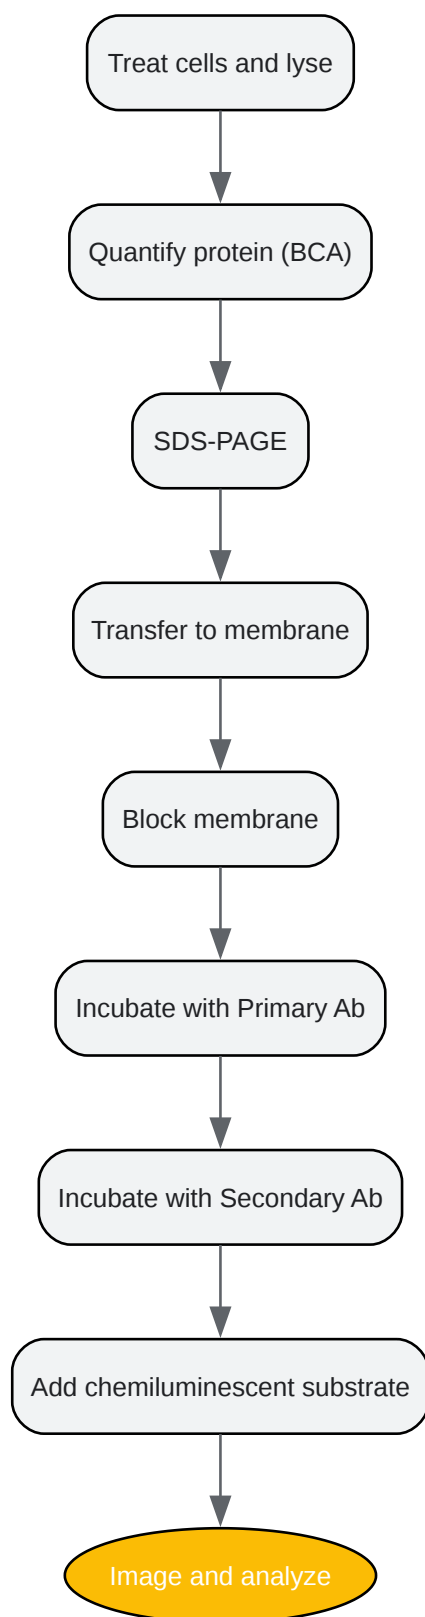 Treat cells and lyse
Quantify protein (BCA)
SDS-PAGE
Transfer to membrane
Block membrane
Incubate with Primary Ab
Incubate with Secondary Ab
Add chemiluminescent substrate
Image and analyze